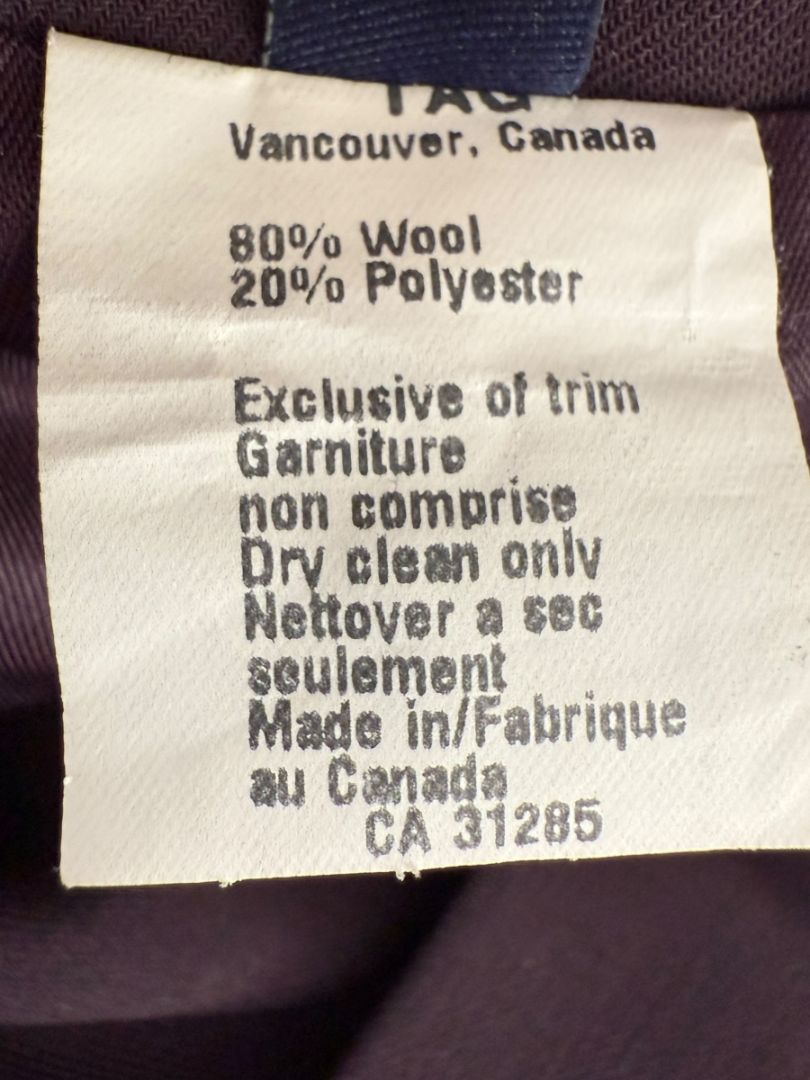 TAG
Vancouver, Canada
80% Wool
20% Polyester
Exclusive of trim
Garniture
non comprise
Dry clean only
Nettoyer a sec
seulement
Made in/Fabrique
au Canada
CA 31285